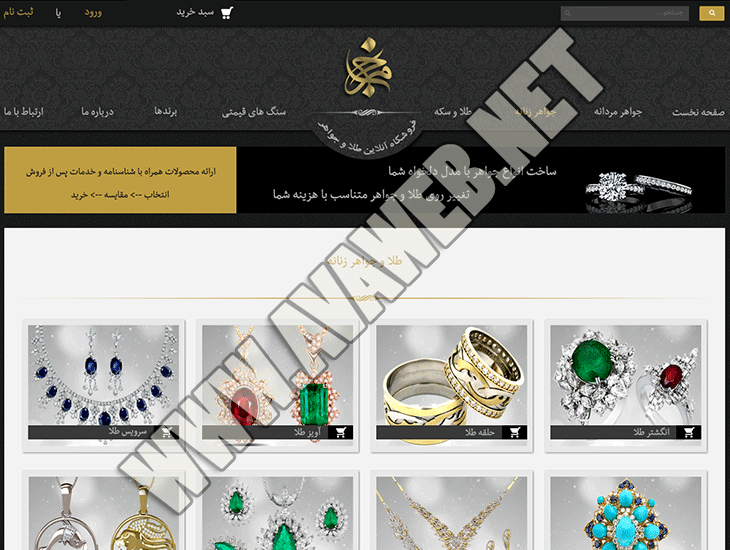 جستجو...
سبد خرید
ورود
یا
ثبت نام
صفحه نخست
جواهر مردانه
جواهر زنانه
طلا و سکه
فروشگاه آنلاین طلا و جواهر
سنگ های قیمتی
برندها
درباره ما
ارتباط با ما
ساخت انواع جواهر با مدل دلخواه شما
تغییر روی طلا و جواهر متناسب با هزینه شما
ارائه محصولات همراه با شناسنامه و خدمات پس از فروش
انتخاب --> مقایسه --> خرید
طلا و جواهر زنانه
انگشتر طلا
حلقه طلا
آویز طلا
سرویس طلا
WWW.LAVAWEB.NET